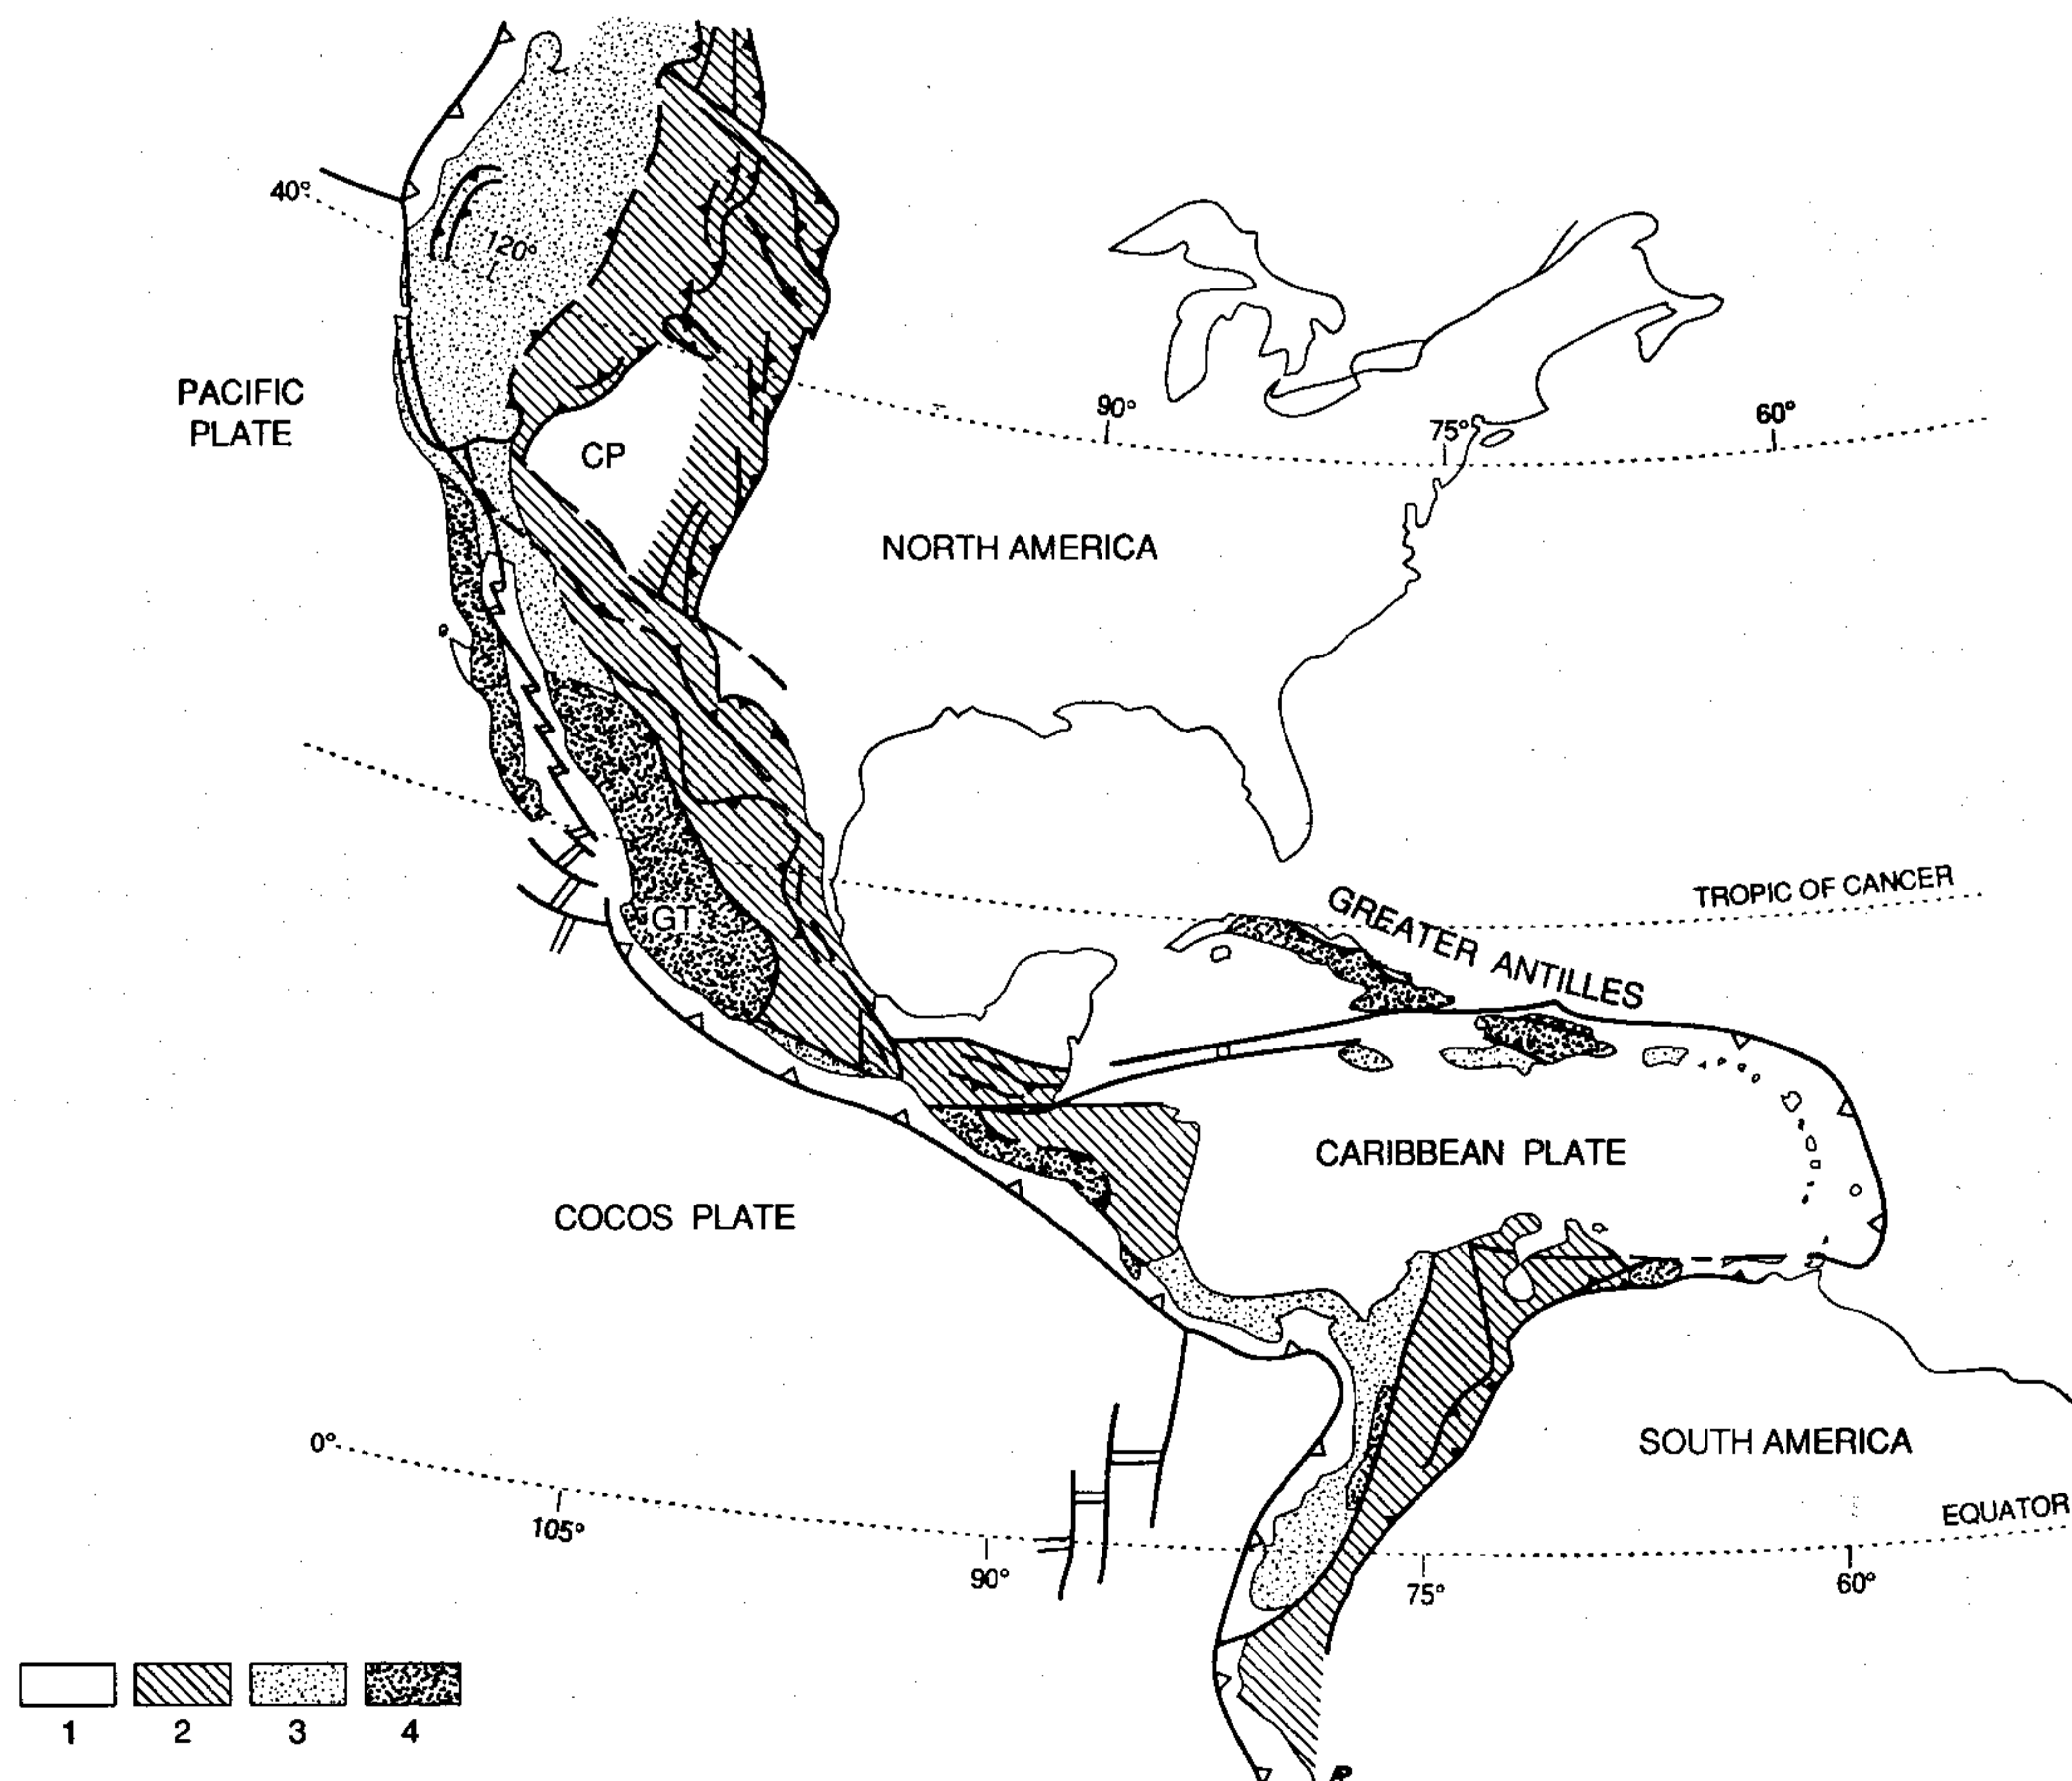 40°
120°
PACIFIC
PLATE
CP
90°
75°
60°
NORTH AMERICA
TROPIC OF CANCER
GREATER ANTILLES
GT
CARIBBEAN PLATE
COCOS PLATE
SOUTH AMERICA
0°
EQUATOR
105°
90°
75°
60°
1
2
3
4